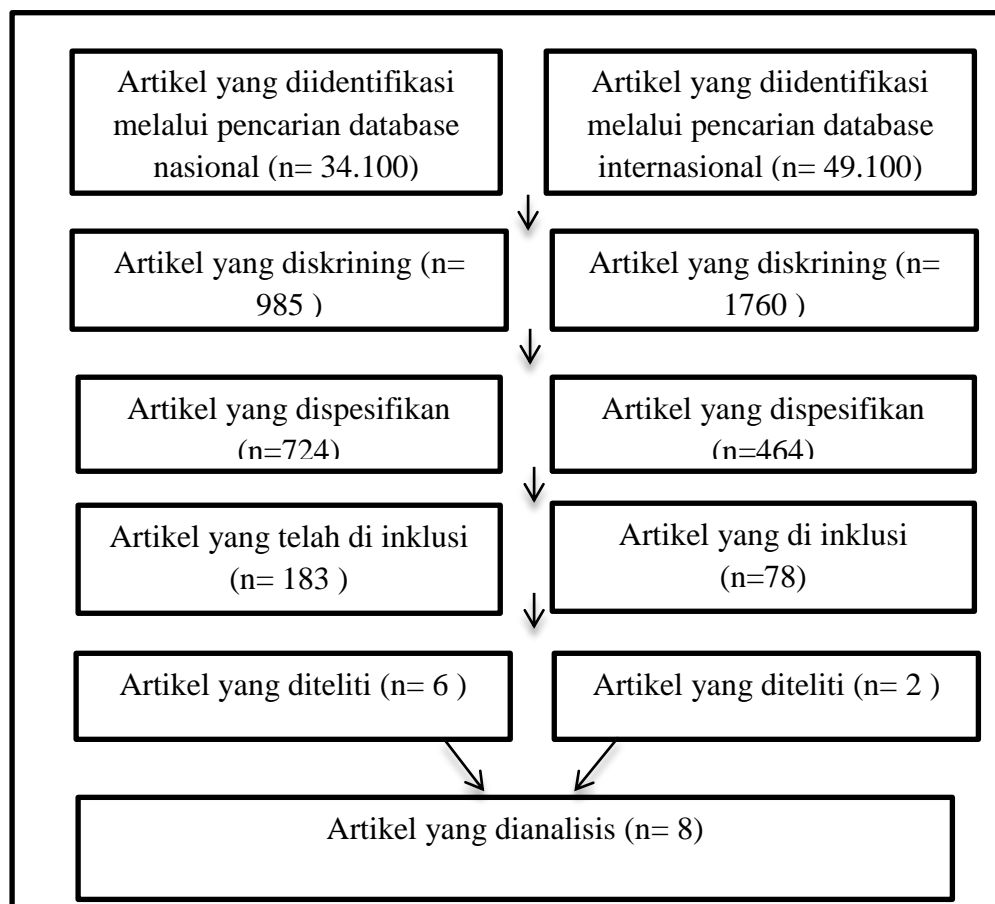 Artikel yang diidentifikasi
melalui pencarian database
nasional (n= 34.100)
Artikel yang diidentifikasi
melalui pencarian database
internasional (n= 49.100)
Artikel yang diskrining (n=
985 )
Artikel yang diskrining (n=
1760 )
Artikel yang dispesifikan
(n=724)
Artikel yang dispesifikan
(n=464)
Artikel yang telah di inklusi
(n= 183 )
Artikel yang di inklusi
(n=78)
Artikel yang diteliti (n= 6 )
Artikel yang diteliti (n= 2 )
Artikel yang dianalisis (n= 8)